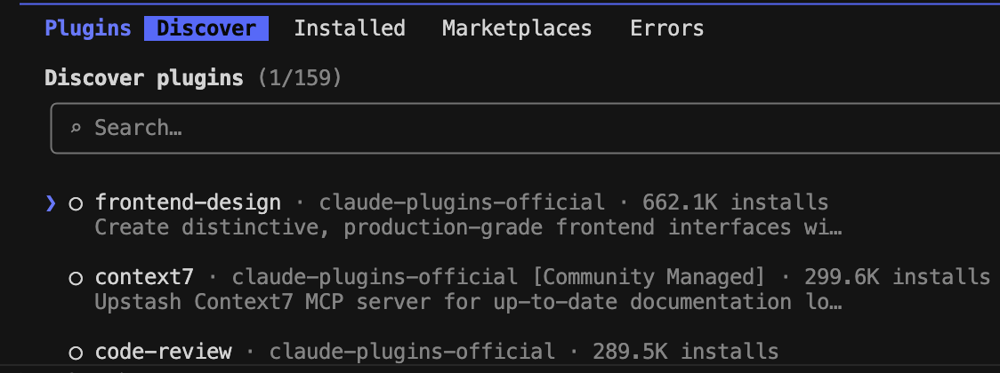 Plugins Discover Installed Marketplaces Errors
Discover plugins (1/159)
⌕ Search…
❯ ○ frontend-design · claude-plugins-official · 662.1K installs
Create distinctive, production-grade frontend interfaces wi…
○ context7 · claude-plugins-official [Community Managed] · 299.6K installs
Upstash Context7 MCP server for up-to-date documentation lo…
○ code-review · claude-plugins-official · 289.5K installs